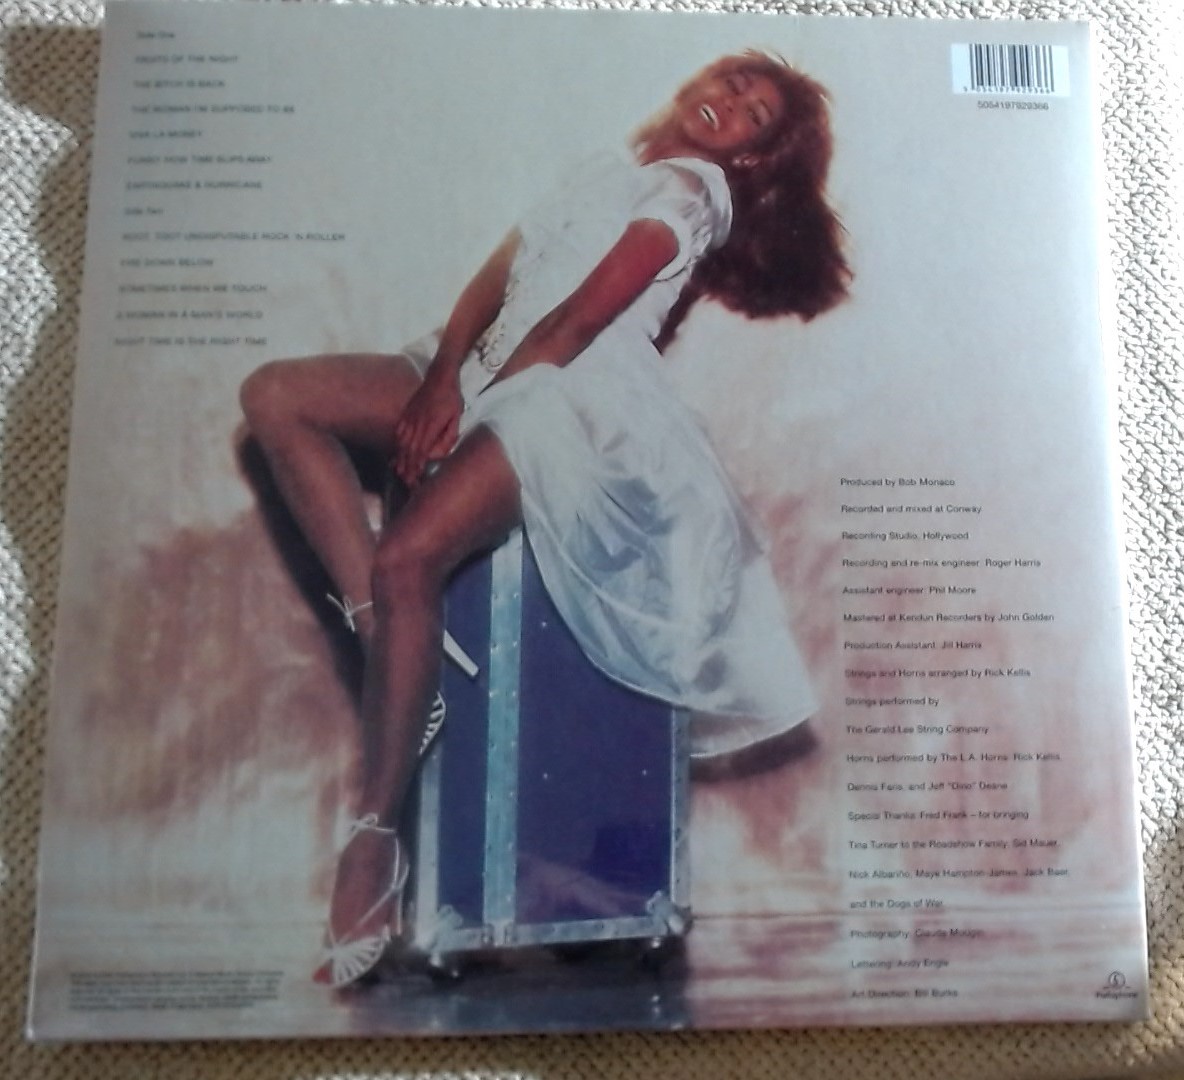 Side One
FRUITS OF THE NIGHT
THE BITCH IS BACK
THE WOMAN I'M SUPPOSED TO BE
VIVA LA MONEY
FUNNY HOW TIME SLIPS AWAY
EARTHQUAKE & HURRICANE
Side Two
ROOT, TOOT UNDISPUTABLE ROCK 'N ROLLER
FIRE DOWN BELOW
SOMETIMES WHEN WE TOUCH
A WOMAN IN A MAN'S WORLD
NIGHT TIME IS THE RIGHT TIME
5 054197 929366
5054197929366
Produced by Bob Monaco
Recorded and mixed at Conway
Recording Studio, Hollywood
Recording and re-mix engineer: Roger Harris
Assistant engineer: Phil Moore
Mastered at Kendun Recorders by John Golden
Production Assistant: Jill Harris
Strings and Horns arranged by Rick Kellis
Strings performed by
The Gerald Lee String Company
Horns performed by The L.A. Horns: Rick Kellis,
Dennis Faris, and Jeff "Dino" Deane
Special Thanks: Fred Frank – for bringing
Tina Turner to the Roadshow Family; Sid Maurer,
Nick Albariño, Maye Hampton-James, Jack Baer,
and the Dogs of War.
Photography: Claude Mougin
Lettering: Andy Engle
Art Direction: Bill Burks
Parlophone